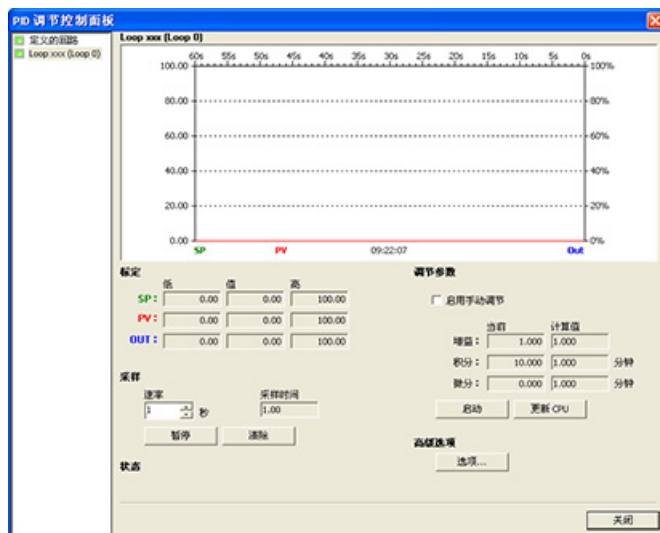 PID 调节控制面板
定义的回路
Loop xxx (Loop 0)
Loop xxx (Loop 0)
60s 55s 50s 45s 40s 35s 30s 25s 20s 15s 10s 5s 0s
100.00 100%
80.00 80%
60.00 60%
40.00 40%
20.00 20%
0.00 0%
SP PV 09:22:07 Out
标定
低 值 高
SP: 0.00 0.00 100.00
PV: 0.00 0.00 100.00
OUT: 0.00 0.00 100.00
采样
速率 采样时间
1 秒 1.00
暂停 清除
状态
调节参数
启用手动调节
当前 计算值
增益: 1.000 1.000
积分: 10.000 1.000 分钟
微分: 0.000 1.000 分钟
启动 更新 CPU
高级选项
选项...
关闭